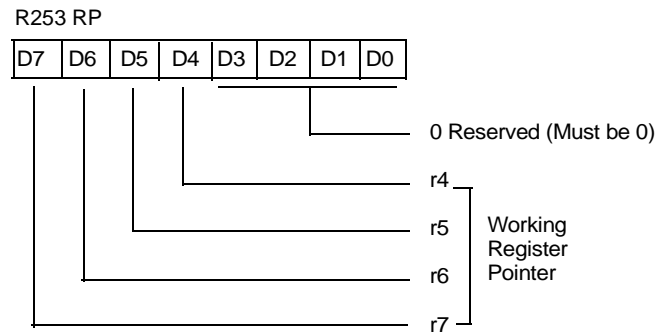 R253 RP
D7 D6 D5 D4 D3 D2 D1 D0
0 Reserved (Must be 0)
r4
r5
r6
r7
Working
Register
Pointer